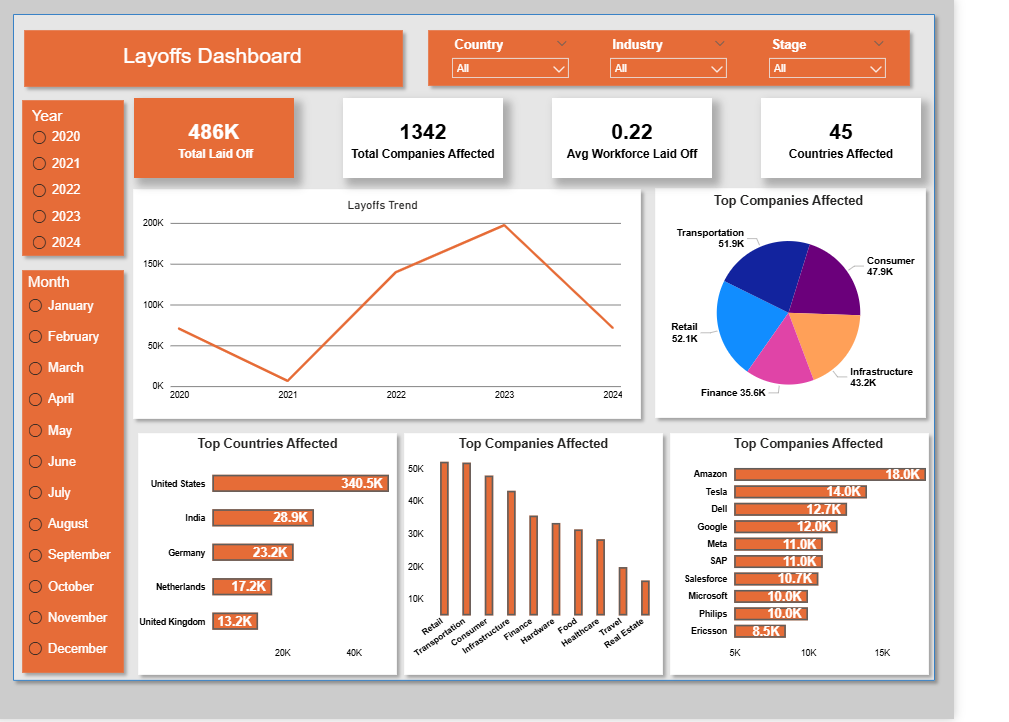 Layoffs Dashboard
Country
All
Industry
All
Stage
All
Year
2020
2021
2022
2023
2024
Month
January
February
March
April
May
June
July
August
September
October
November
December
486K
Total Laid Off
1342
Total Companies Affected
0.22
Avg Workforce Laid Off
45
Countries Affected
Layoffs Trend
200K
150K
100K
50K
0K
2020 2021 2022 2023 2024
Top Companies Affected
Transportation
51.9K
Consumer
47.9K
Retail
52.1K
Infrastructure
43.2K
Finance 35.6K
Top Countries Affected
United States 340.5K
India 28.9K
Germany 23.2K
Netherlands 17.2K
United Kingdom 13.2K
20K 40K
Top Companies Affected
50K
40K
30K
20K
10K
Retail
Transportation
Consumer
Infrastructure
Finance
Hardware
Food
Healthcare
Travel
Real Estate
Top Companies Affected
Amazon 18.0K
Tesla 14.0K
Dell 12.7K
Google 12.0K
Meta 11.0K
SAP 11.0K
Salesforce 10.7K
Microsoft 10.0K
Philips 10.0K
Ericsson 8.5K
5K 10K 15K